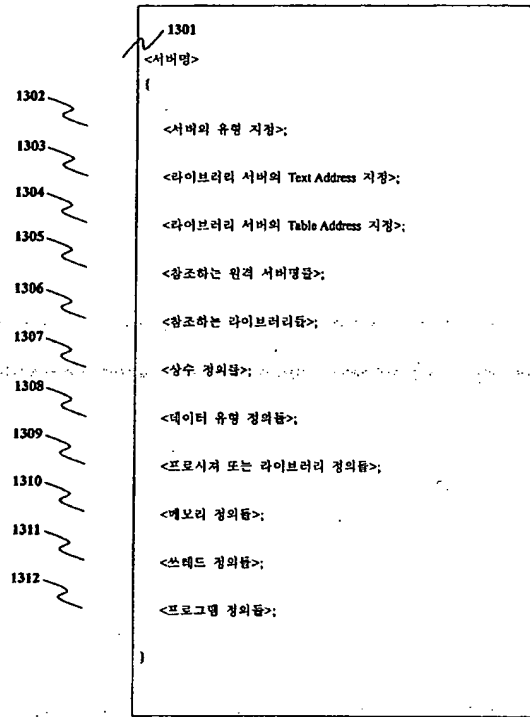 1301
<서버명>
{
1302
<서버의 유형 지정>;
1303
<라이브러리 서버의 Text Address 지정>;
1304
<라이브러리 서버의 Table Address 지정>;
1305
<참조하는 원격 서버명들>;
1306
<참조하는 라이브러리들>;
1307
<상수 정의들>;
1308
<데이터 유형 정의들>;
1309
<프로시져 또는 라이브러리 정의들>;
1310
<메모리 정의들>;
1311
<쓰레드 정의들>;
1312
<프로그램 정의들>;
}